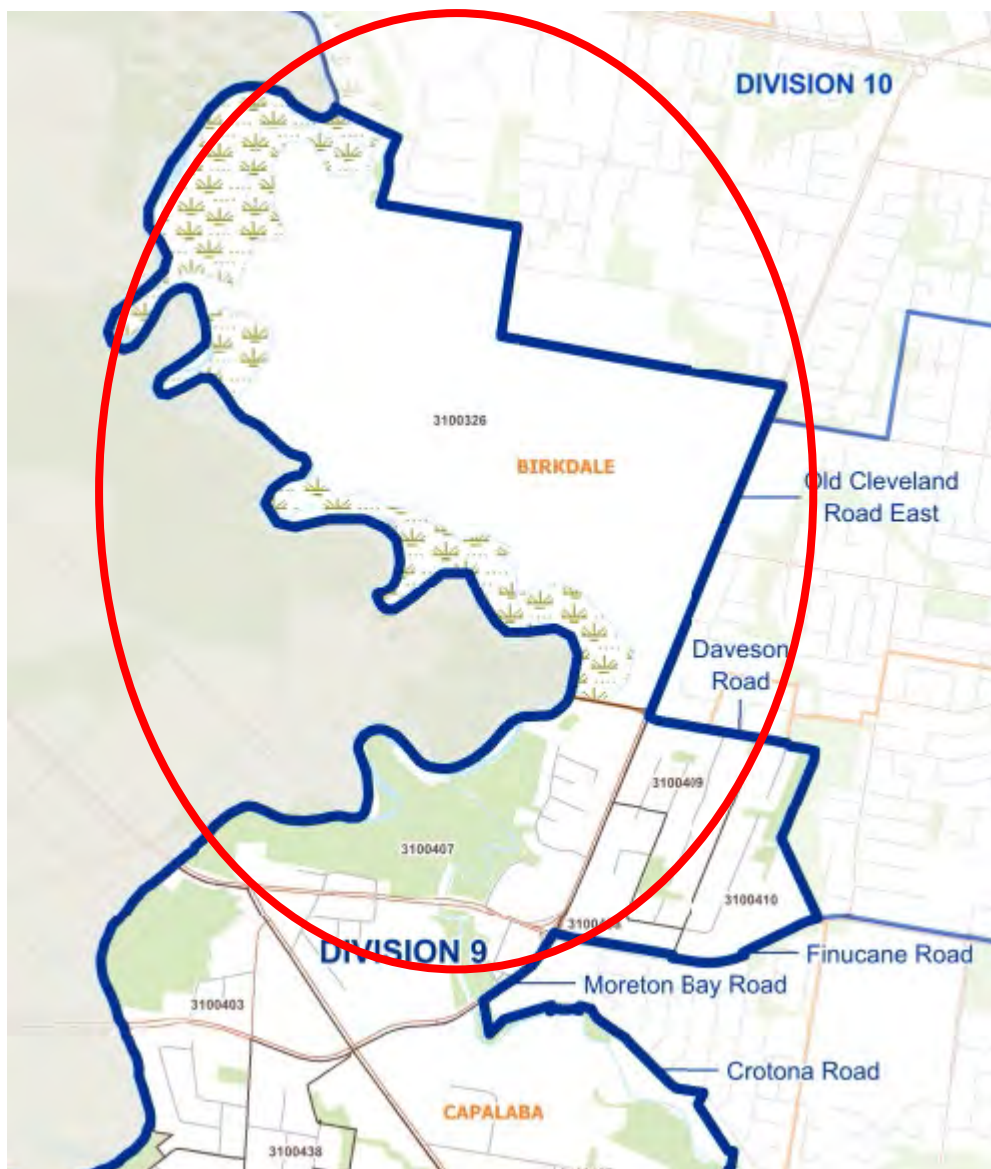 DIVISION 10
3100326
BIRKDALE
Old Cleveland
Road East
Daveson
Road
3100409
3100407
3100410
DIVISION 9
Finucane Road
Moreton Bay Road
3100403
Crotona Road
CAPALABA
3100438